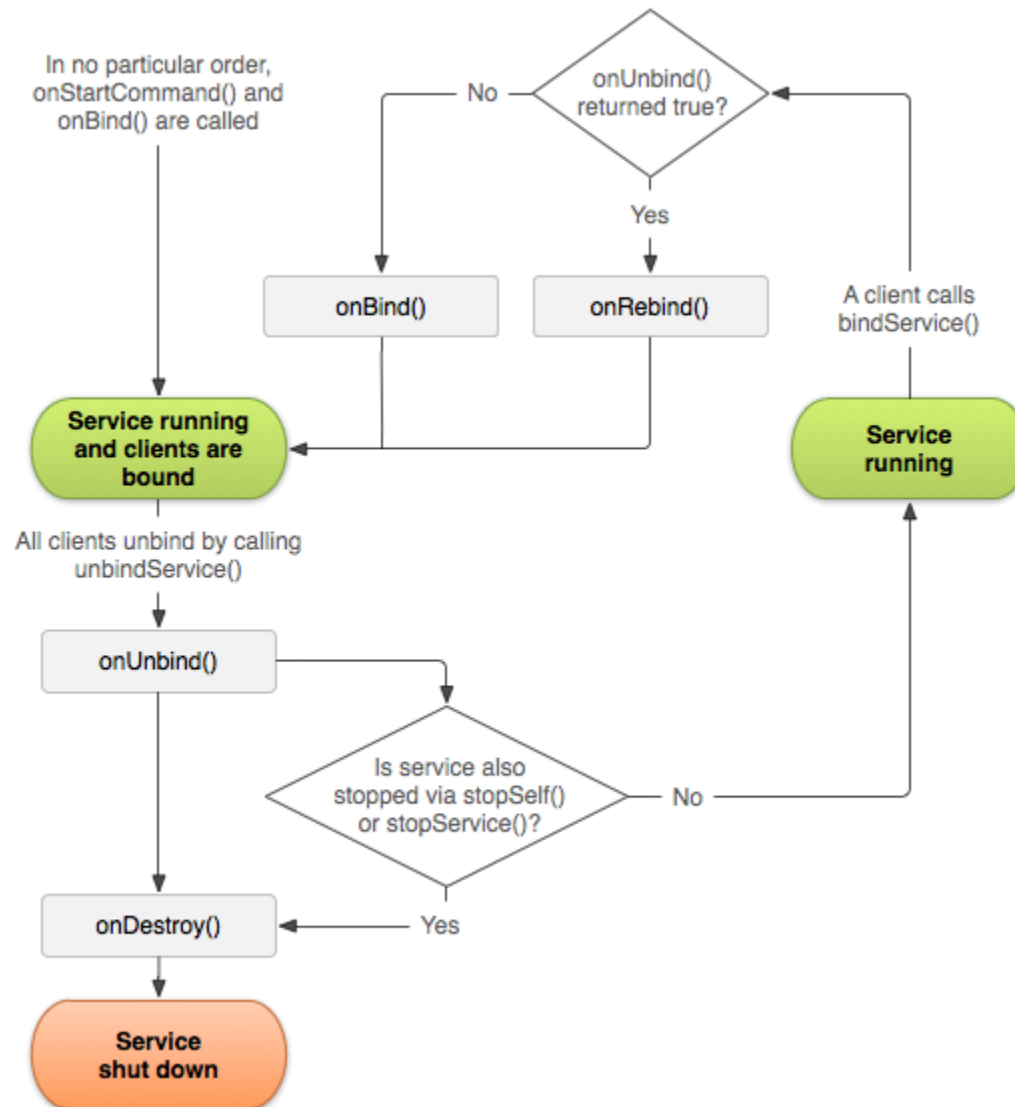 In no particular order,
onStartCommand() and
onBind() are called
No
onUnbind()
returned true?
Yes
onBind()
onRebind()
A client calls
bindService()
Service running
and clients are
bound
Service
running
All clients unbind by calling
unbindService()
onUnbind()
Is service also
stopped via stopSelf()
or stopService()?
No
onDestroy()
Yes
Service
shut down